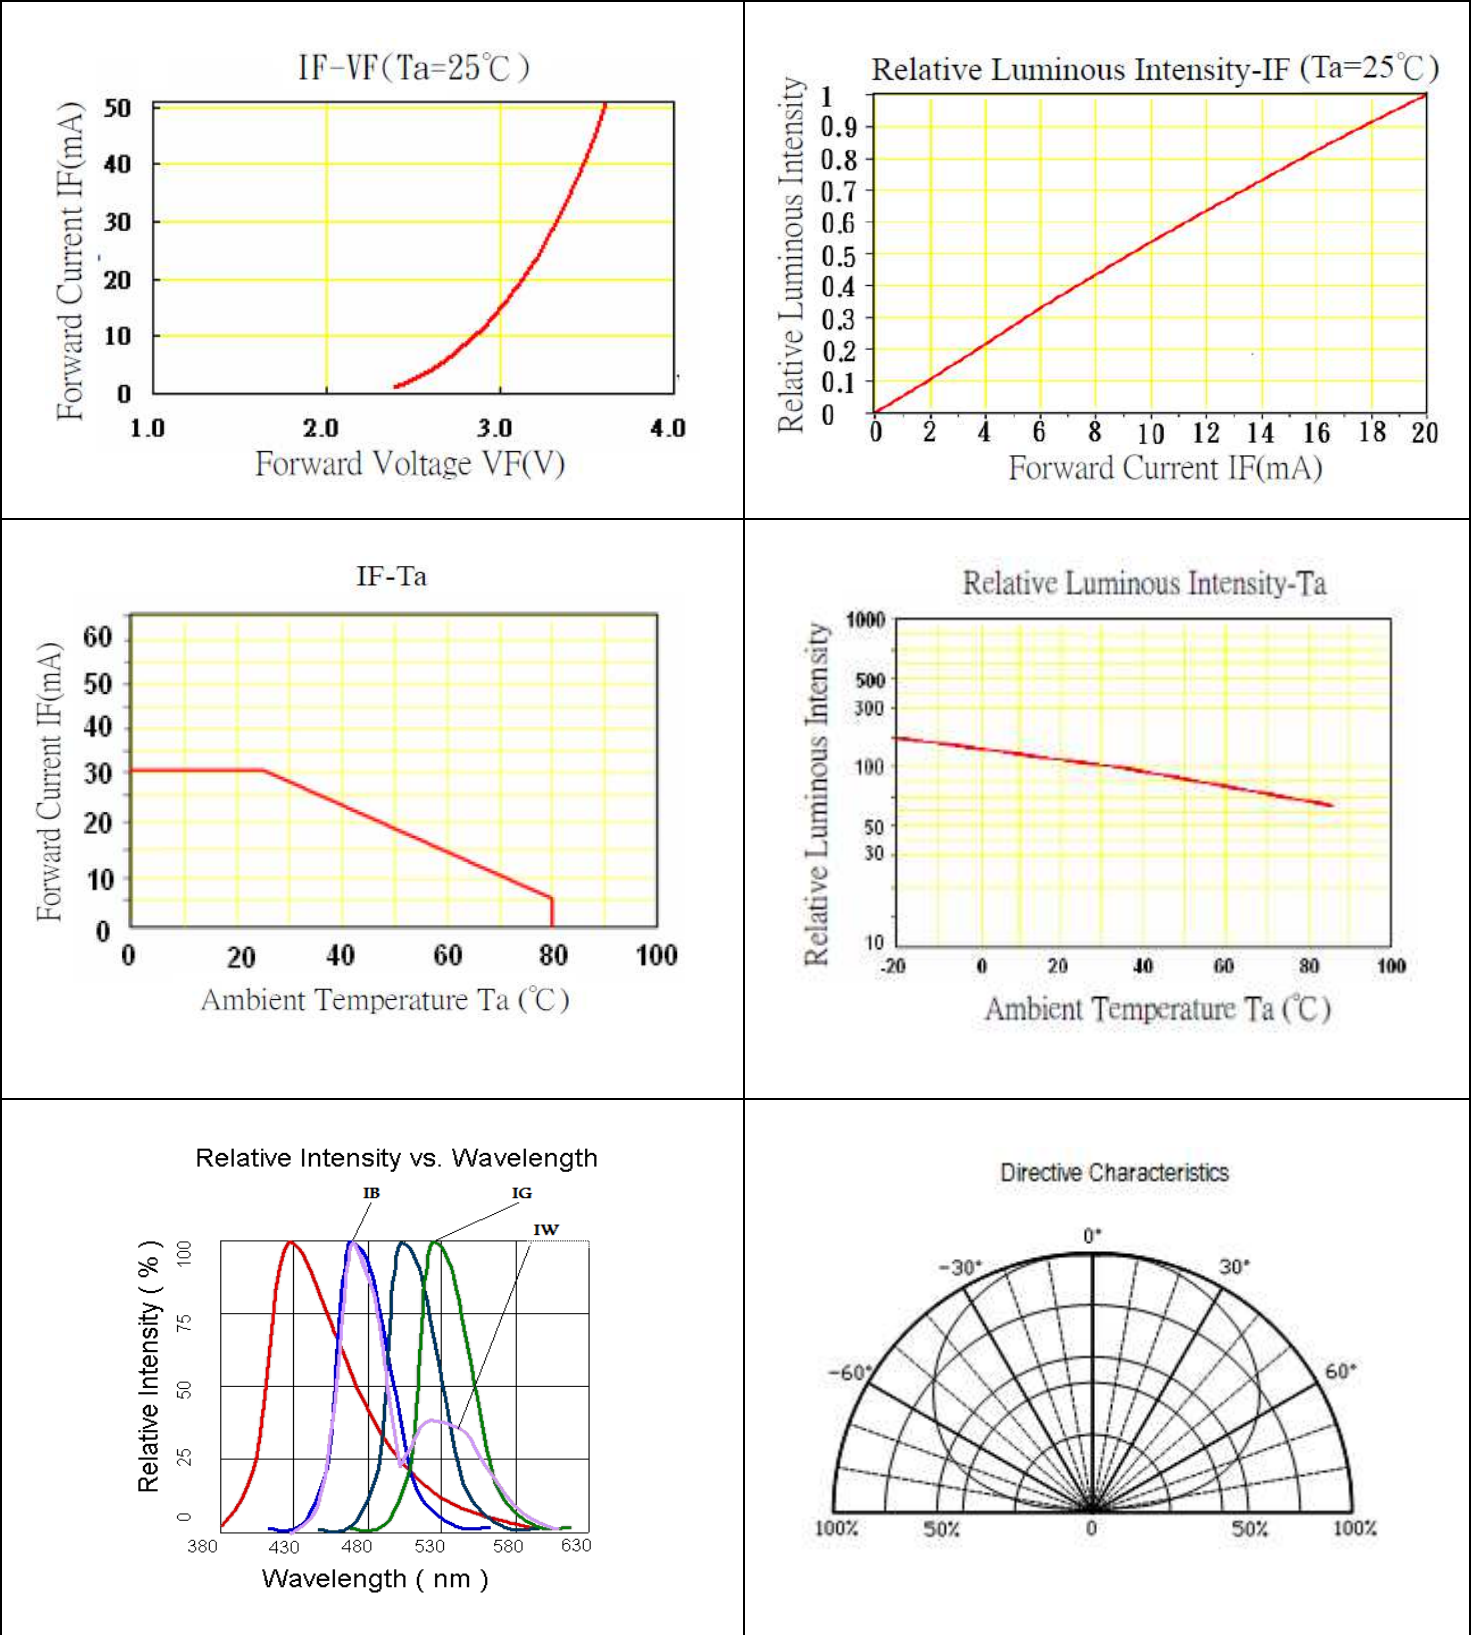 IF-VF(Ta=25℃)
Forward Current IF(mA)
50
40
30
20
10
0
1.0 2.0 3.0 4.0
Forward Voltage VF(V)
Relative Luminous Intensity-IF (Ta=25℃)
Relative Luminous Intensity
1
0.9
0.8
0.7
0.6
0.5
0.4
0.3
0.2
0.1
0
0 2 4 6 8 10 12 14 16 18 20
Forward Current IF(mA)
IF-Ta
Forward Current IF(mA)
60
50
40
30
20
10
0
0 20 40 60 80 100
Ambient Temperature Ta (℃)
Relative Luminous Intensity-Ta
Relative Luminous Intensity
1000
500
300
100
50
30
10
-20 0 20 40 60 80 100
Ambient Temperature Ta (℃)
Relative Intensity vs. Wavelength
IB IG
IW
Relative Intensity ( % )
100
75
50
25
0
380 430 480 530 580 630
Wavelength ( nm )
Directive Characteristics
0°
-30° 30°
-60° 60°
100% 50% 0 50% 100%